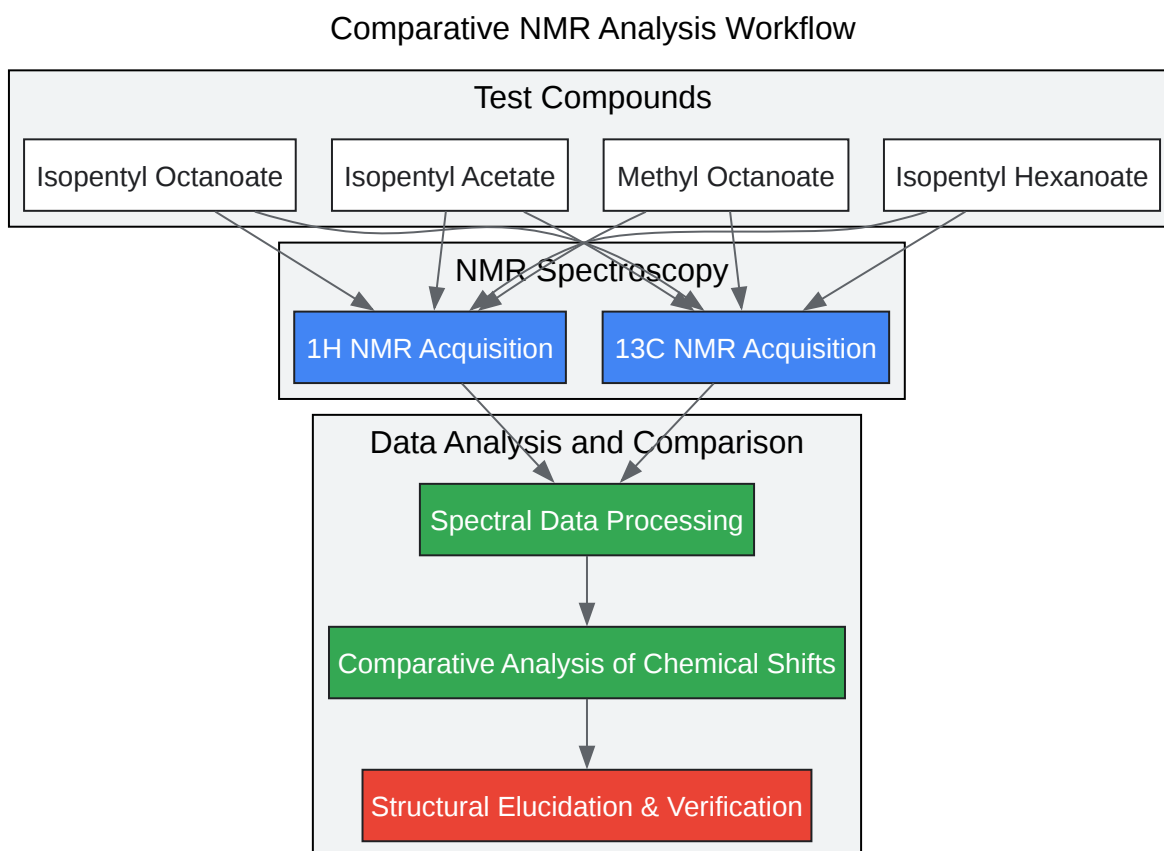 Comparative NMR Analysis Workflow
Test Compounds
Isopentyl Octanoate
Isopentyl Acetate
Methyl Octanoate
Isopentyl Hexanoate
NMR Spectroscopy
1H NMR Acquisition
13C NMR Acquisition
Data Analysis and Comparison
Spectral Data Processing
Comparative Analysis of Chemical Shifts
Structural Elucidation & Verification